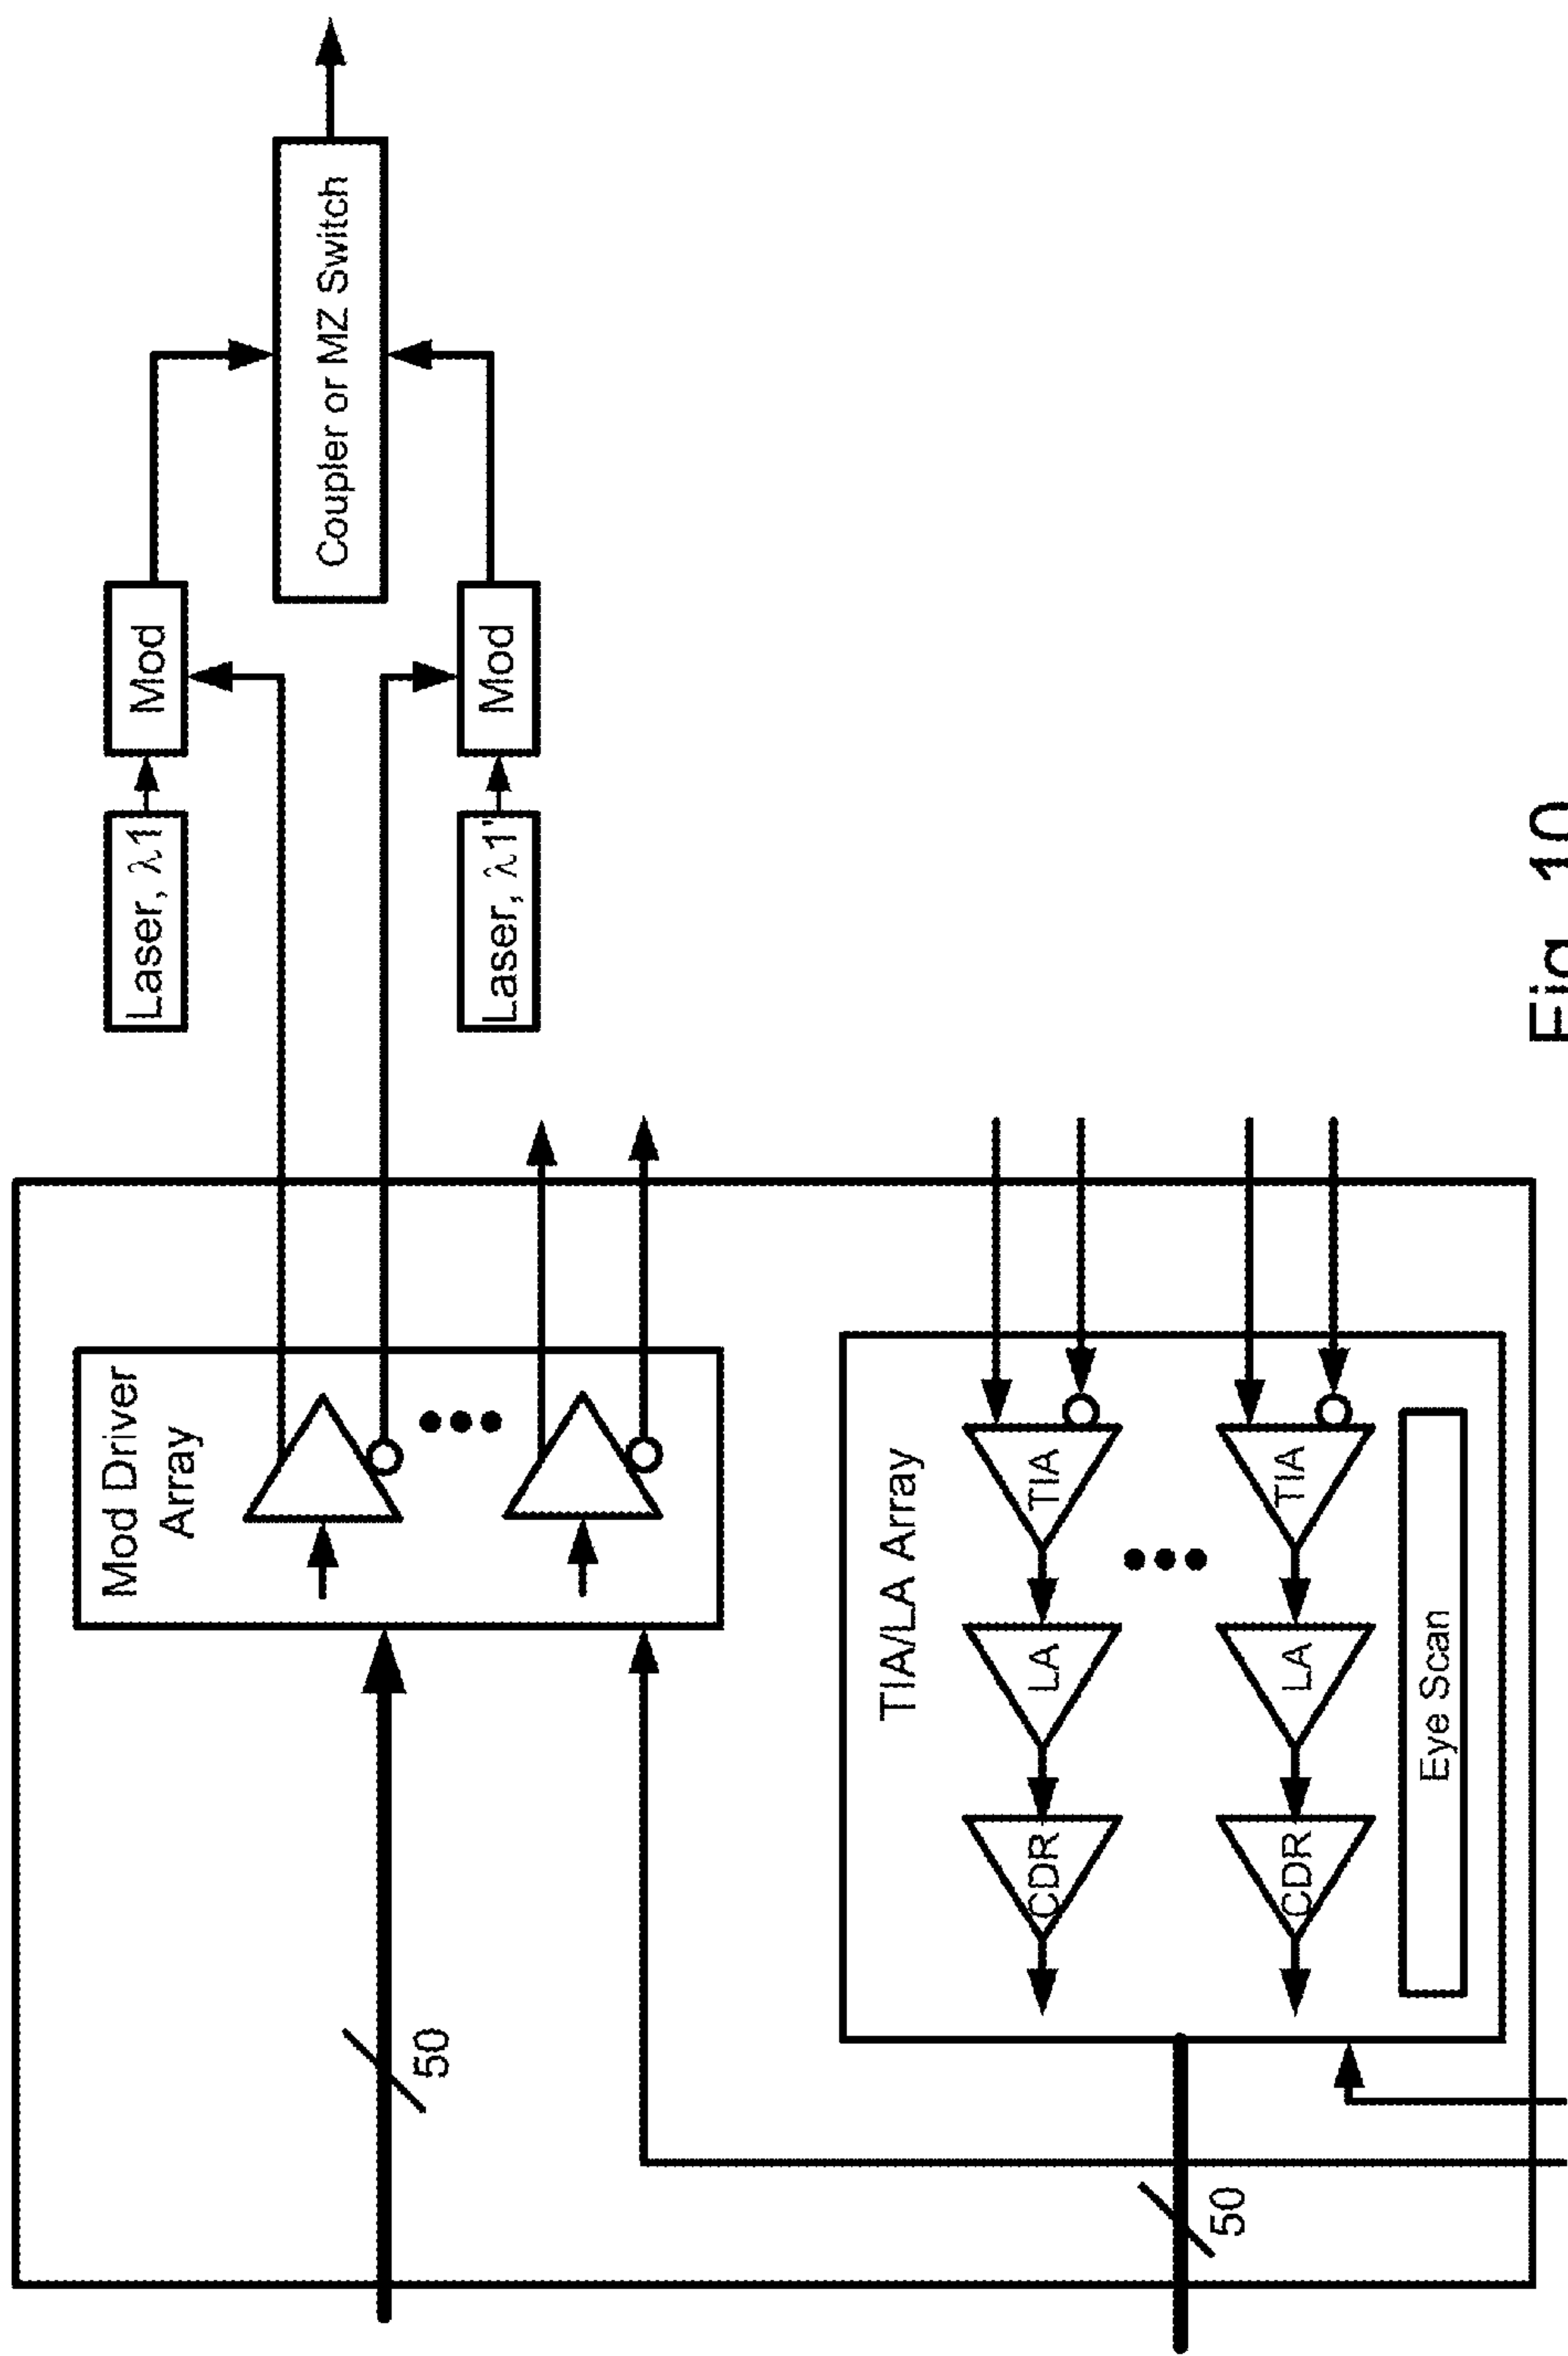 Laser, λ1
Mod
Coupler or MZ Switch
Laser, λ1'
Mod
Mod Driver
Array
50
TIA/LA Array
CDR
LA
TIA
CDR
LA
TIA
Eye Scan
50
Fig. 10